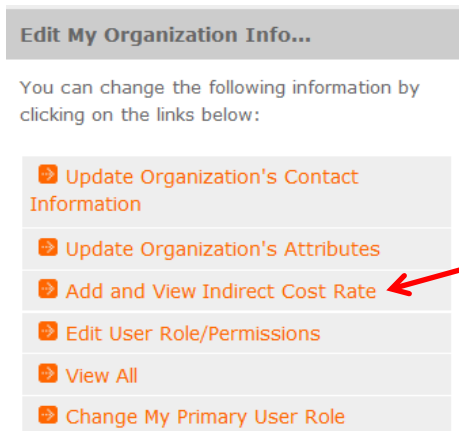 Edit My Organization Info...
You can change the following information by
clicking on the links below:
Update Organization's Contact
Information
Update Organization's Attributes
Add and View Indirect Cost Rate
Edit User Role/Permissions
View All
Change My Primary User Role